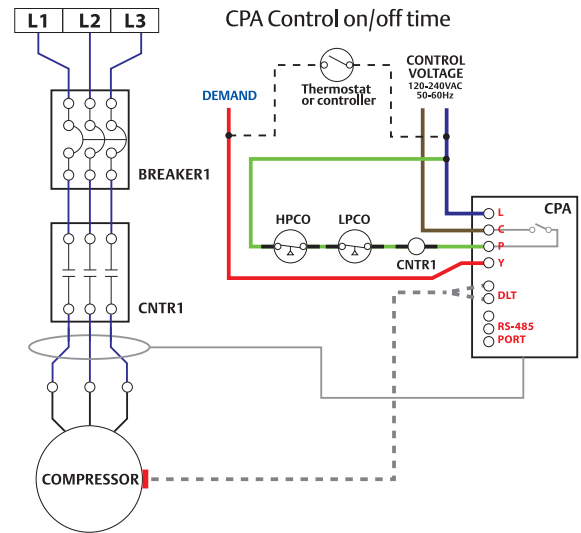 L1 L2 L3
CPA Control on/off time
DEMAND
Thermostat
or controller
CONTROL
VOLTAGE
120-240VAC
50-60Hz
BREAKER1
HPCO
LPCO
CNTR1
CPA
L
C
P
Y
DLT
RS-485
PORT
CNTR1
COMPRESSOR